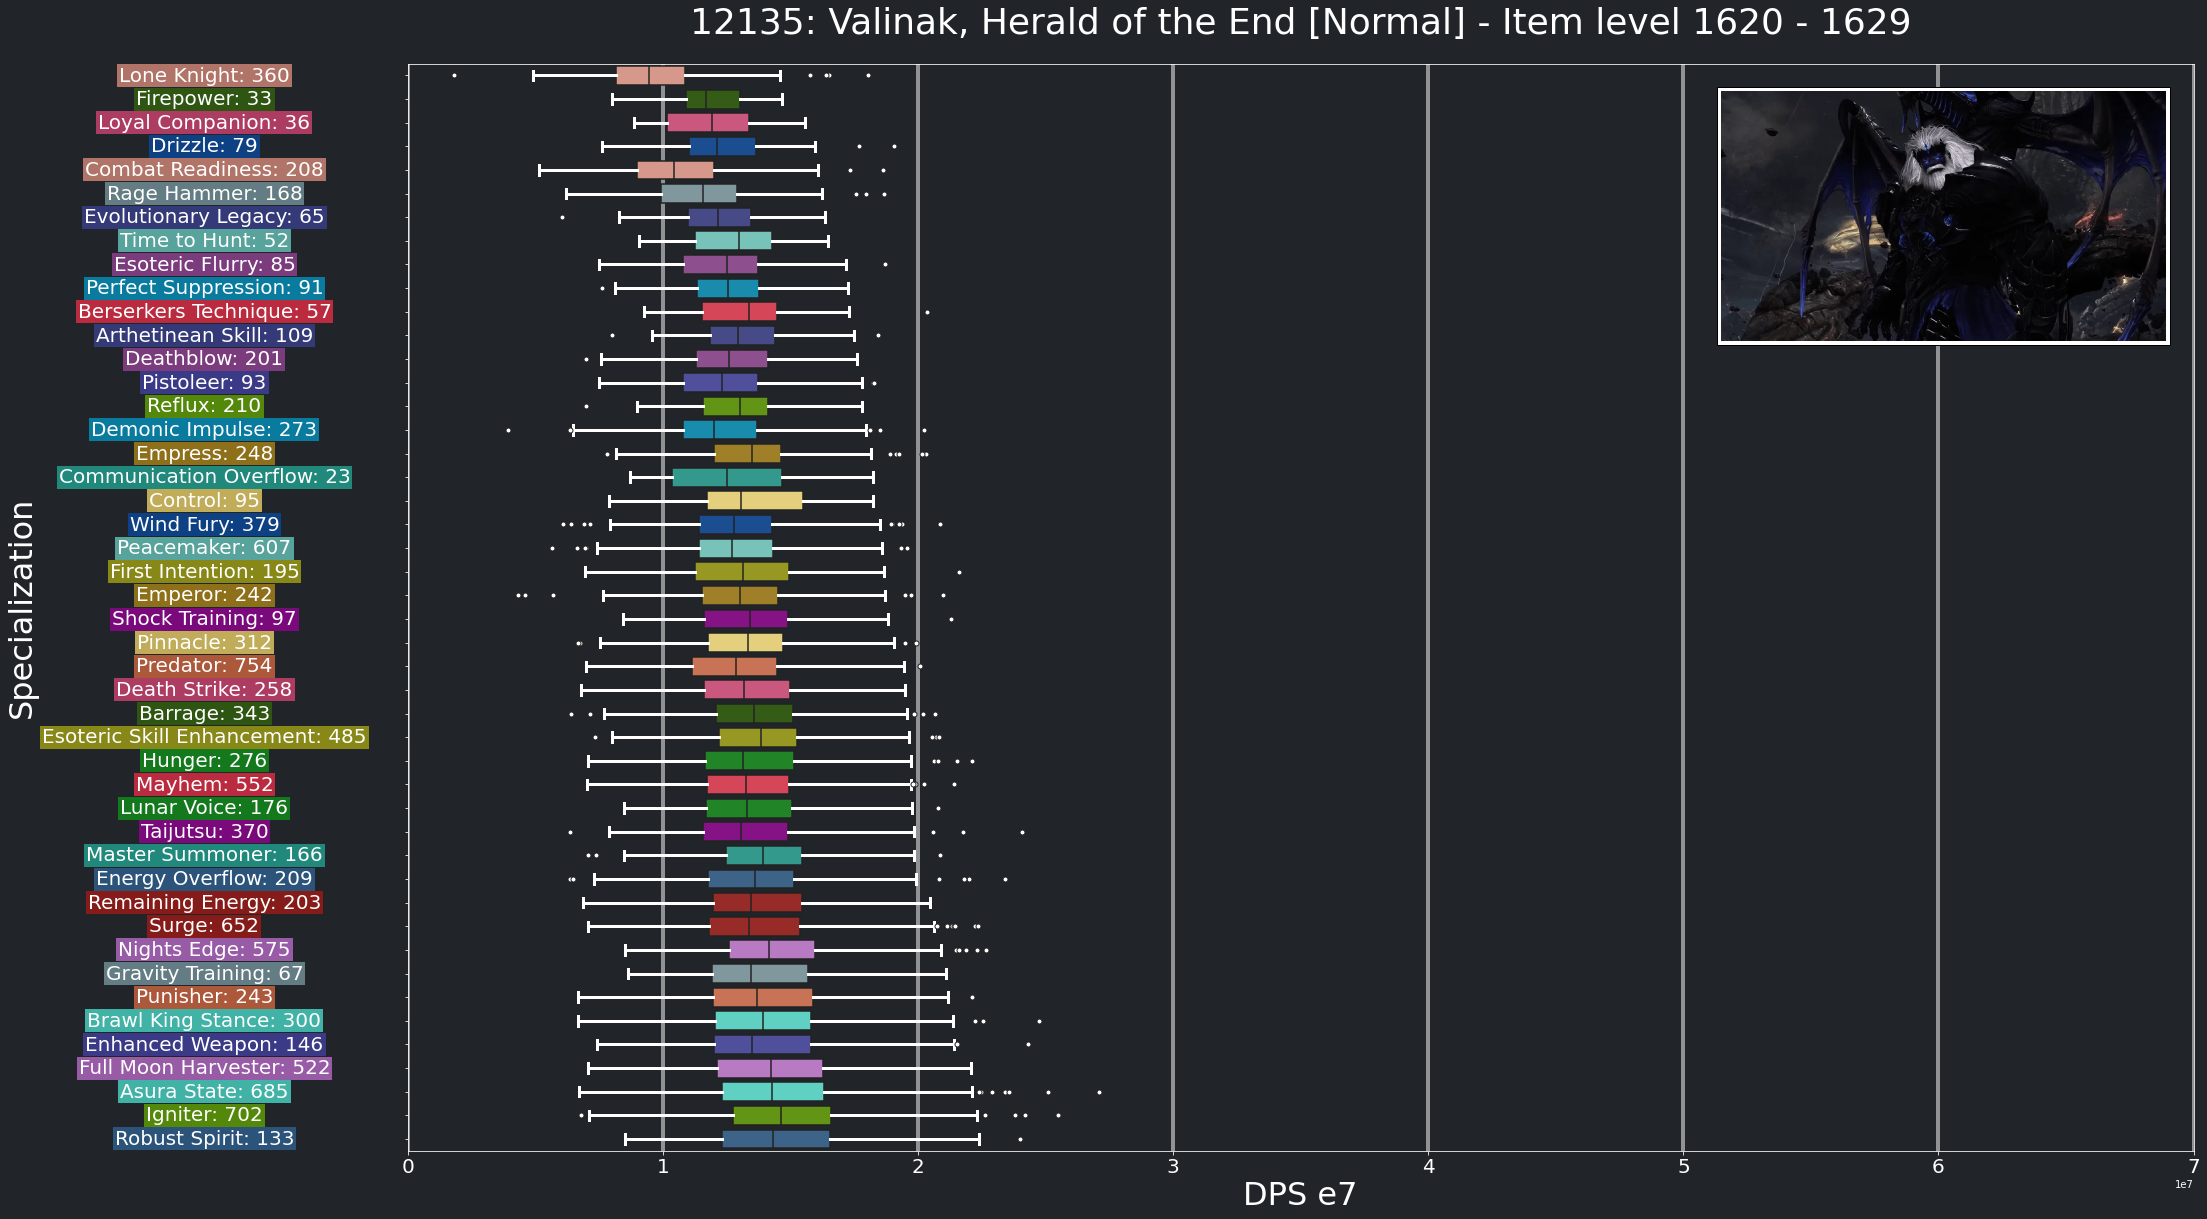 12135: Valinak, Herald of the End [Normal] - Item level 1620 - 1629
Specialization
Lone Knight: 360
Firepower: 33
Loyal Companion: 36
Drizzle: 79
Combat Readiness: 208
Rage Hammer: 168
Evolutionary Legacy: 65
Time to Hunt: 52
Esoteric Flurry: 85
Perfect Suppression: 91
Berserkers Technique: 57
Arthetinean Skill: 109
Deathblow: 201
Pistoleer: 93
Reflux: 210
Demonic Impulse: 273
Empress: 248
Communication Overflow: 23
Control: 95
Wind Fury: 379
Peacemaker: 607
First Intention: 195
Emperor: 242
Shock Training: 97
Pinnacle: 312
Predator: 754
Death Strike: 258
Barrage: 343
Esoteric Skill Enhancement: 485
Hunger: 276
Mayhem: 552
Lunar Voice: 176
Taijutsu: 370
Master Summoner: 166
Energy Overflow: 209
Remaining Energy: 203
Surge: 652
Nights Edge: 575
Gravity Training: 67
Punisher: 243
Brawl King Stance: 300
Enhanced Weapon: 146
Full Moon Harvester: 522
Asura State: 685
Igniter: 702
Robust Spirit: 133
0 1 2 3 4 5 6 7
1e7
DPS e7